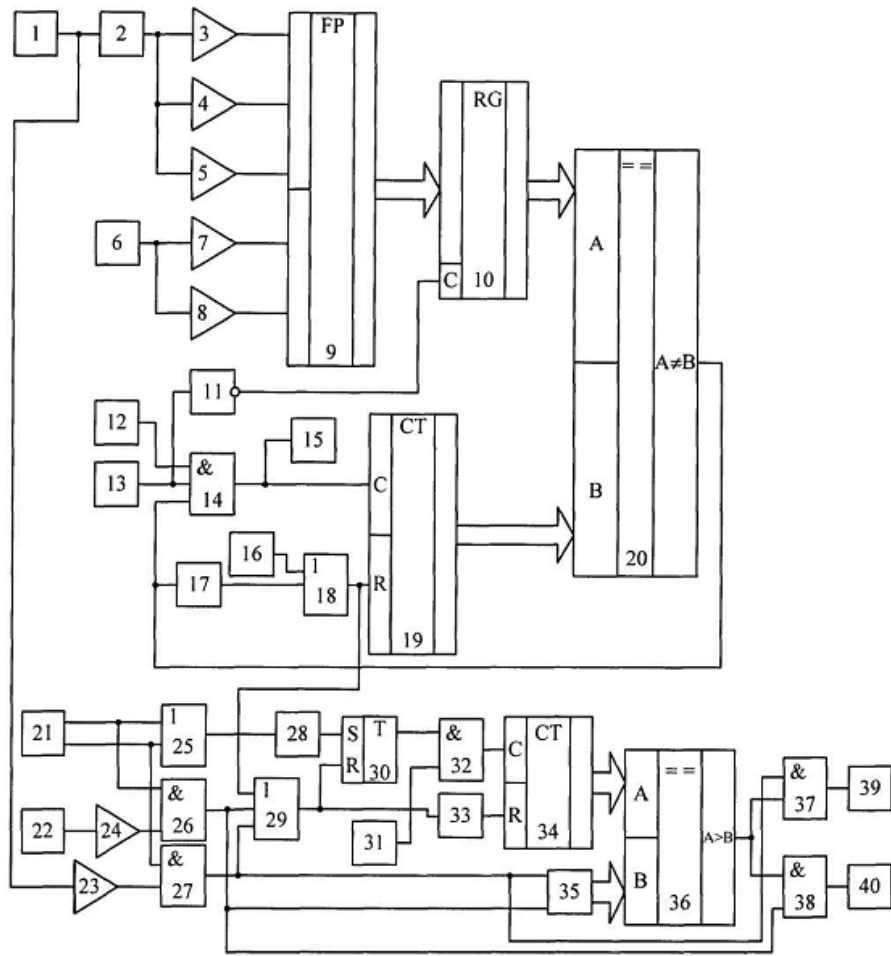 1 2 3 FP
4 RG
5 ==
6 7 A
C 10
8
9 A≠B
11
12 CT
15
& C B
13 14
16 1 20
17 18 R
19
21 1 S T
25 28 & CT ==
R 30 C &
32 A 37 39
& 1
22 24 26 29 33 R A>B
31 34
& B &
23 27 35 36 38 40